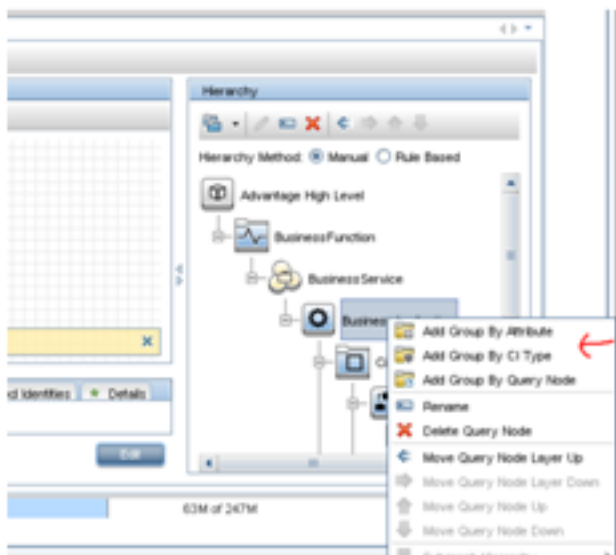 Hierarchy
Hierarchy Method: Manual Rule Based
Advantage High Level
BusinessFunction
BusinessService
Add Group By Attribute
Add Group By CI Type
Add Group By Query Node
Rename
Delete Query Node
Move Query Node Layer Up
Move Query Node Layer Down
Move Query Node Up
Move Query Node Down
Identities
Details
Edit
63M of 247M